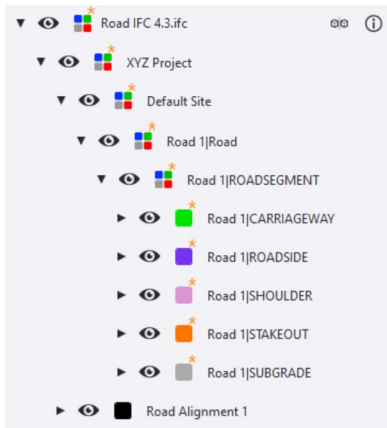 Road IFC 4.3.ifc
XYZ Project
Default Site
Road 1|Road
Road 1|ROADSEGMENT
Road 1|CARRIAGEWAY
Road 1|ROADSIDE
Road 1|SHOULDER
Road 1|STAKEOUT
Road 1|SUBGRADE
Road Alignment 1